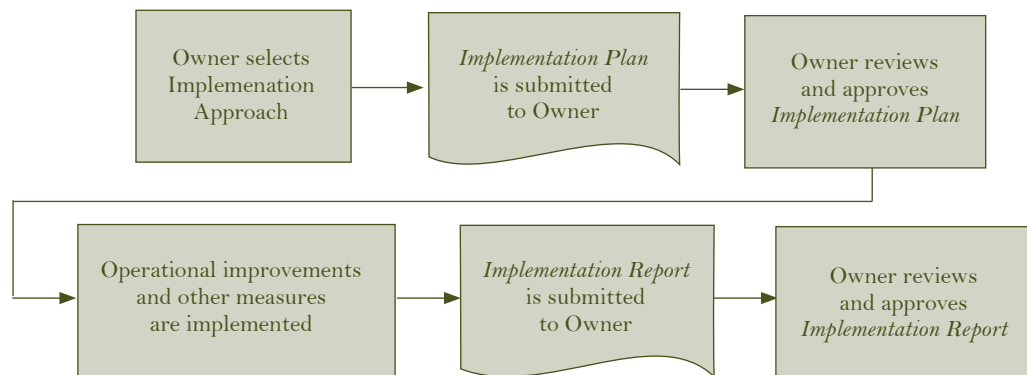 Owner selects
Implemenation
Approach
Implementation Plan
is submitted
to Owner
Owner reviews
and approves
Implementation Plan
Operational improvements
and other measures
are implemented
Implementation Report
is submitted
to Owner
Owner reviews
and approves
Implementation Report